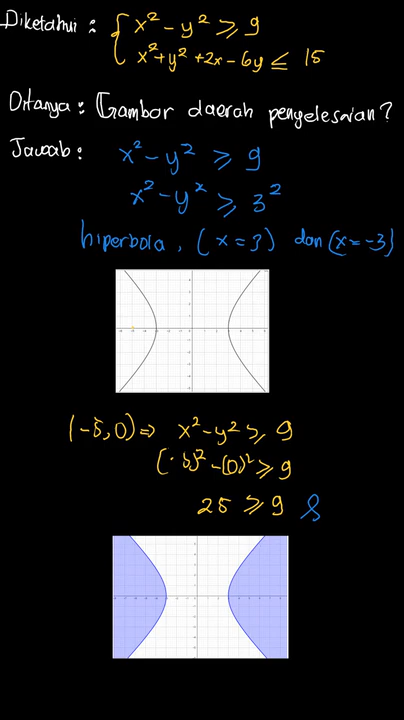 Diketahui : { x² - y² ≥ 9
x² + y² + 2x - 6y ≤ 15
Ditanya : Gambar daerah penyelesaian?
Jawab : x² - y² ≥ 9
x² - y² ≥ 3²
hiperbola, (x = 3) dan (x = -3)
(-5, 0) ⇒ x² - y² ≥ 9
(-5)² - (0)² ≥ 9
25 ≥ 9